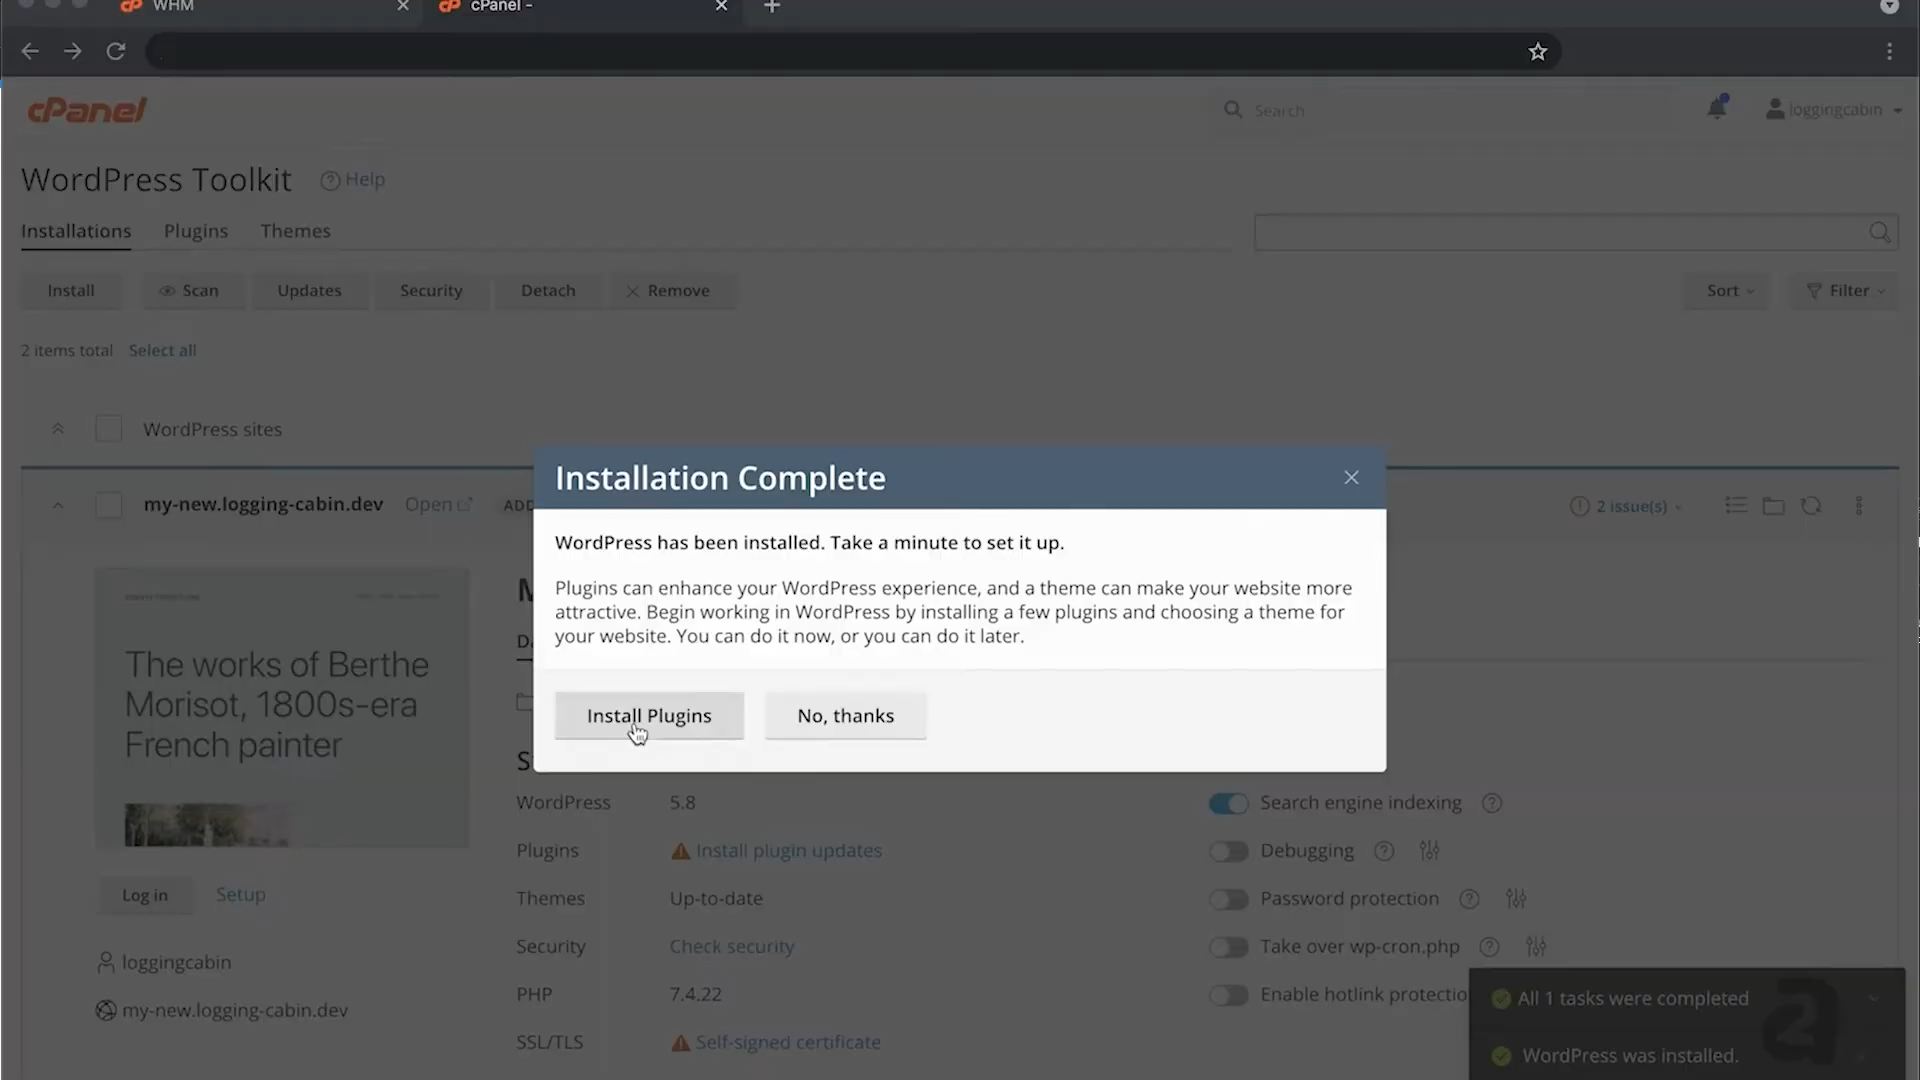 WHM
cPanel -
cPanel
Search
loggingcabin
WordPress Toolkit
Help
Installations Plugins Themes
Install Scan Updates Security Detach Remove
Sort Filter
2 items total Select all
WordPress sites
my-new.logging-cabin.dev Open
2 issue(s)
Installation Complete
WordPress has been installed. Take a minute to set it up.
Plugins can enhance your WordPress experience, and a theme can make your website more
attractive. Begin working in WordPress by installing a few plugins and choosing a theme for
your website. You can do it now, or you can do it later.
Install Plugins No, thanks
The works of Berthe
Morisot, 1800s-era
French painter
Log in Setup
loggingcabin
my-new.logging-cabin.dev
WordPress 5.8
Plugins Install plugin updates
Themes Up-to-date
Security Check security
PHP 7.4.22
SSL/TLS Self-signed certificate
Search engine indexing
Debugging
Password protection
Take over wp-cron.php
Enable hotlink protectio
All 1 tasks were completed
WordPress was installed.